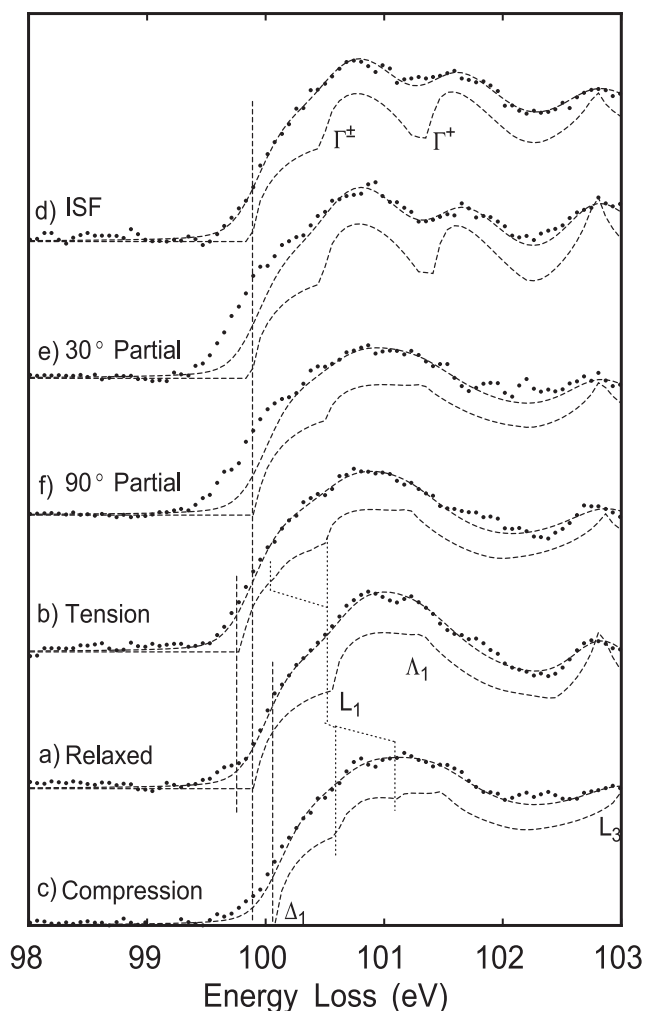 Γ±
Γ+
d) ISF
e) 30° Partial
f) 90° Partial
b) Tension
Λ1
L1
a) Relaxed
L3
c) Compression
Δ1
98 99 100 101 102 103
Energy Loss (eV)